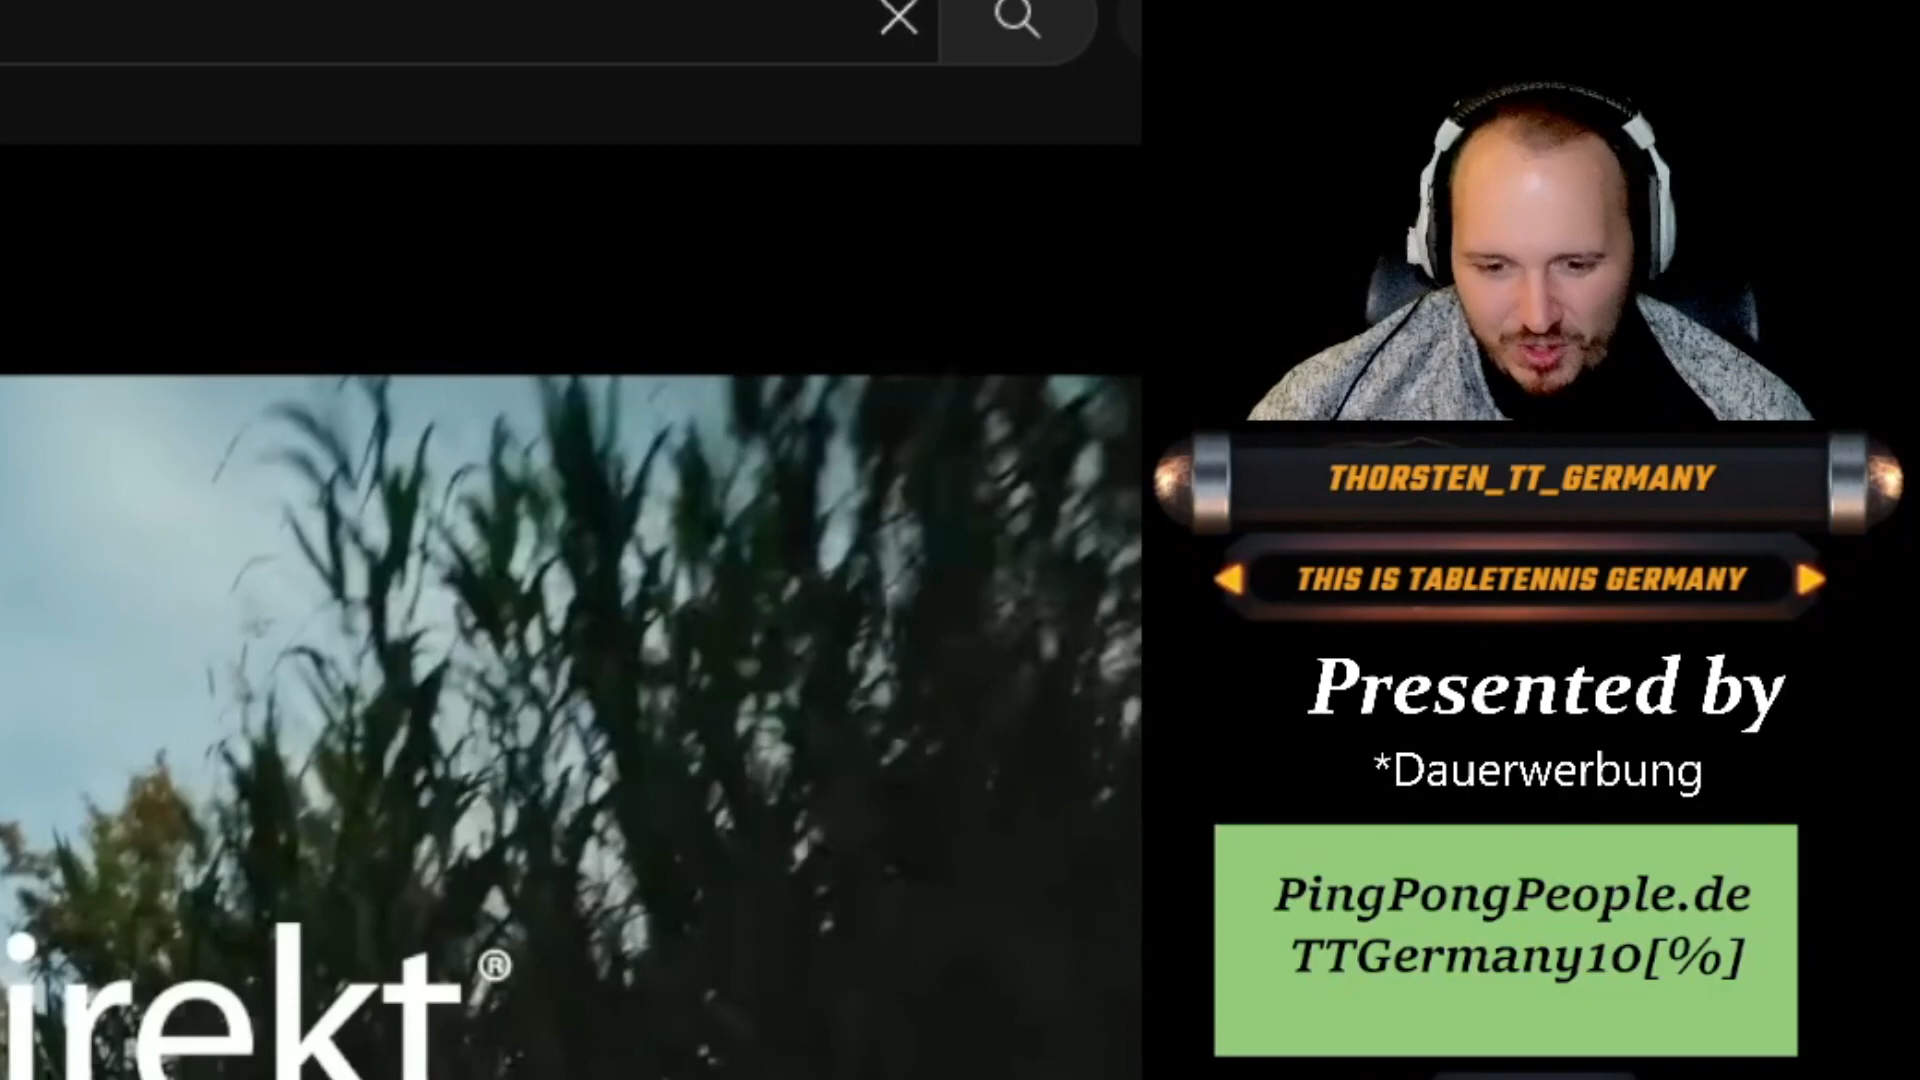 THORSTEN_TT_GERMANY
THIS IS TABLETENNIS GERMANY
Presented by
*Dauerwerbung
PingPongPeople.de
TTGermany10[%]
irekt®